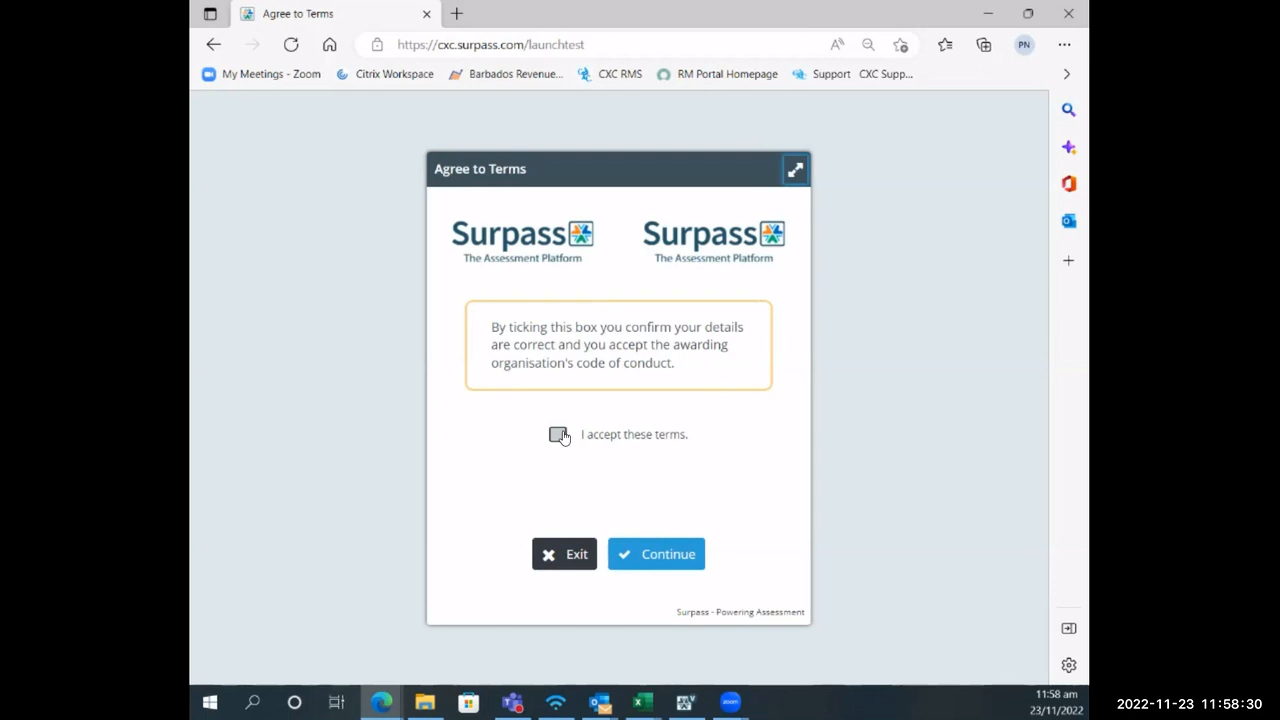 Agree to Terms
https://cxc.surpass.com/launchtest
PN
My Meetings - Zoom
Citrix Workspace
Barbados Revenue...
CXC RMS
RM Portal Homepage
Support CXC Supp...
Agree to Terms
Surpass
The Assessment Platform
Surpass
The Assessment Platform
By ticking this box you confirm your details
are correct and you accept the awarding
organisation's code of conduct.
I accept these terms.
Exit
Continue
Surpass - Powering Assessment
zoom
11:58 am
23/11/2022
2022-11-23 11:58:30